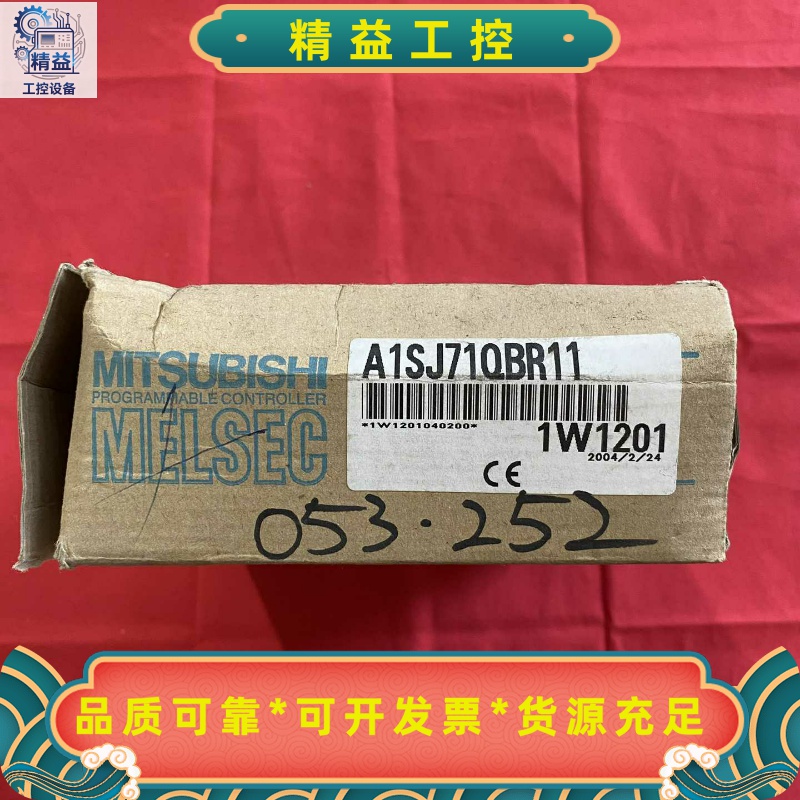 精益工控
精益
工控设备
MITSUBISHI
PROGRAMMABLE CONTROLLER
MELSEC
A1SJ71QBR11
*1W1201040200*
1W1201
2004/2/24
CE
053.252
品质可靠*可开发票*货源充足